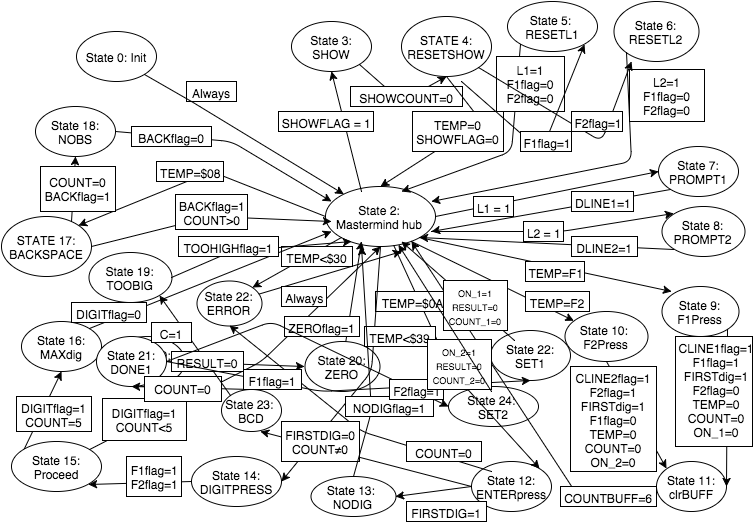 State 0: Init
State 3:
SHOW
STATE 4:
RESETSHOW
State 5:
RESETL1
State 6:
RESETL2
Always
SHOWCOUNT=0
L1=1
F1flag=0
F2flag=0
L2=1
F1flag=0
F2flag=0
State 18:
NOBS
BACKflag=0
SHOWFLAG = 1
TEMP=0
SHOWFLAG=0
F1flag=1
F2flag=1
COUNT=0
BACKflag=1
TEMP=$08
State 7:
PROMPT1
BACKflag=1
COUNT>0
State 2:
Mastermind hub
L1 = 1
DLINE1=1
STATE 17:
BACKSPACE
L2 = 1
State 8:
PROMPT2
TOOHIGHflag=1
TEMP<$30
DLINE2=1
State 19:
TOOBIG
TEMP=F1
State 22:
ERROR
Always
TEMP=$0A
ON_1=1
RESULT=0
COUNT_1=0
TEMP=F2
State 9:
F1Press
DIGITflag=0
ZEROflag=1
TEMP<$39
State 10:
F2Press
State 16:
MAXdig
C=1
State 21:
DONE1
RESULT=0
State 20:
ZERO
ON_2=1
RESULT=0
COUNT_2=0
State 22:
SET1
CLINE1flag=1
F1flag=1
FIRSTdig=1
F2flag=0
TEMP=0
COUNT=0
ON_1=0
COUNT=0
F1flag=1
F2flag=1
CLINE2flag=1
F2flag=1
FIRSTdig=1
F1flag=0
TEMP=0
COUNT=0
ON_2=0
DIGITflag=1
COUNT=5
DIGITflag=1
COUNT<5
State 23:
BCD
NODIGflag=1
State 24:
SET2
FIRSTDIG=0
COUNT≠0
COUNT=0
State 15:
Proceed
F1flag=1
F2flag=1
State 14:
DIGITPRESS
State 13:
NODIG
State 12:
ENTERpress
FIRSTDIG=1
COUNTBUFF=6
State 11:
clrBUFF